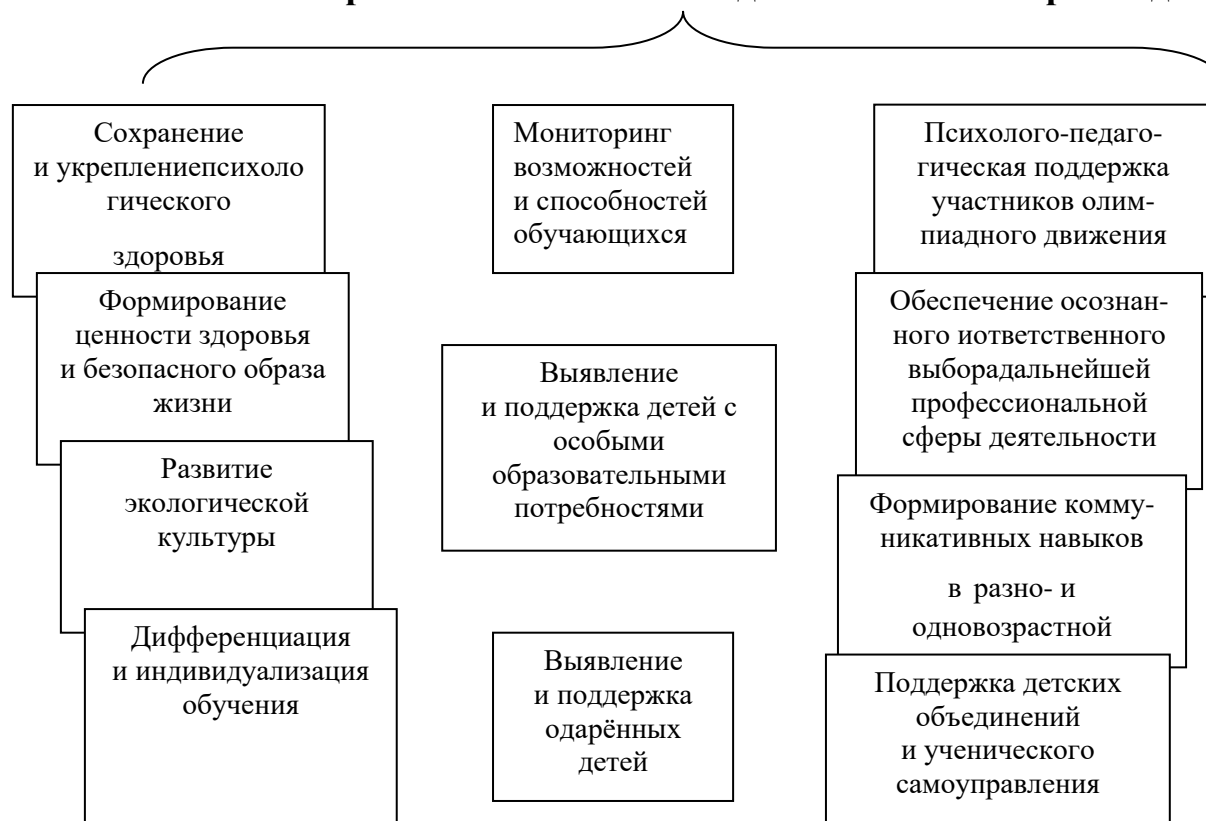 Сохранение
и укреплениепсихоло
гического
здоровья
Формирование
ценности здоровья
и безопасного образа
жизни
Развитие
экологической
культуры
Дифференциация
и индивидуализация
обучения
Мониторинг
возможностей
и способностей
обучающихся
Выявление
и поддержка детей с
особыми
образовательными
потребностями
Выявление
и поддержка
одарённых
детей
Психолого-педаго-
гическая поддержка
участников олим-
пиадного движения
Обеспечение осознан-
ного иответственного
выборадальнейшей
профессиональной
сферы деятельности
Формирование комму-
никативных навыков
в разно- и
одновозрастной
Поддержка детских
объединений
и ученического
самоуправления